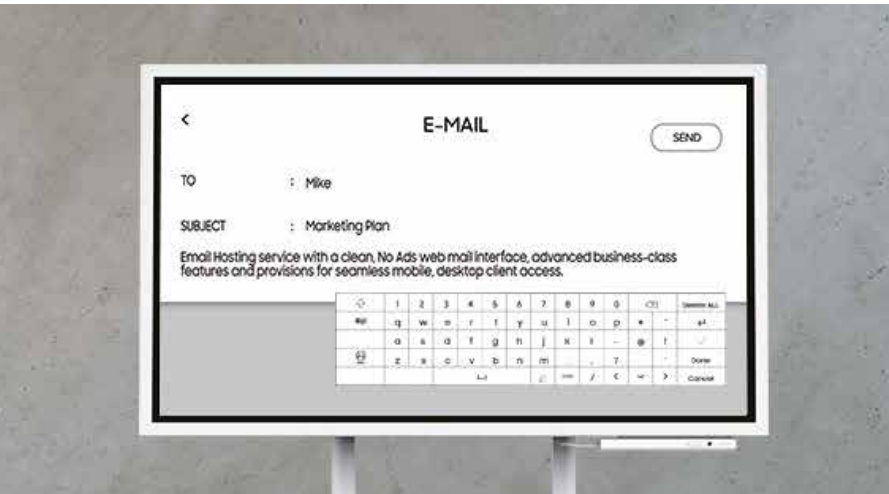 E-MAIL
SEND
TO : Mike
SUBJECT : Marketing Plan
Email Hosting service with a clean, No Ads web mail interface, advanced business-class
features and provisions for seamless mobile, desktop client access.
1 2 3 4 5 6 7 8 9 0 DELETE ALL
q w e r t y u i o p * -
a s d f g h j k l ~ @ !
z x c v b n m _ , ? Done
/ < > Cancel